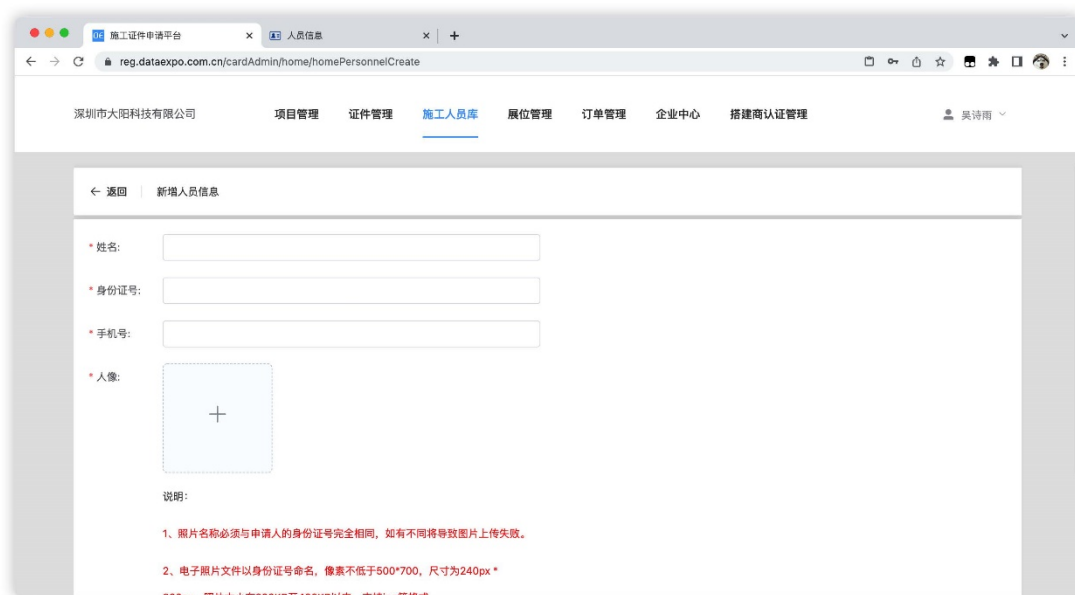 施工证件申请平台
人员信息
reg.dataexpo.com.cn/cardAdmin/home/homePersonnelCreate
深圳市大阳科技有限公司 项目管理 证件管理 施工人员库 展位管理 订单管理 企业中心 搭建商认证管理 吴诗雨
← 返回 新增人员信息
* 姓名:
* 身份证号:
* 手机号:
* 人像:
说明:
1、照片名称必须与申请人的身份证号完全相同，如有不同将导致图片上传失败。
2、电子照片文件以身份证号命名，像素不低于500*700，尺寸为240px *